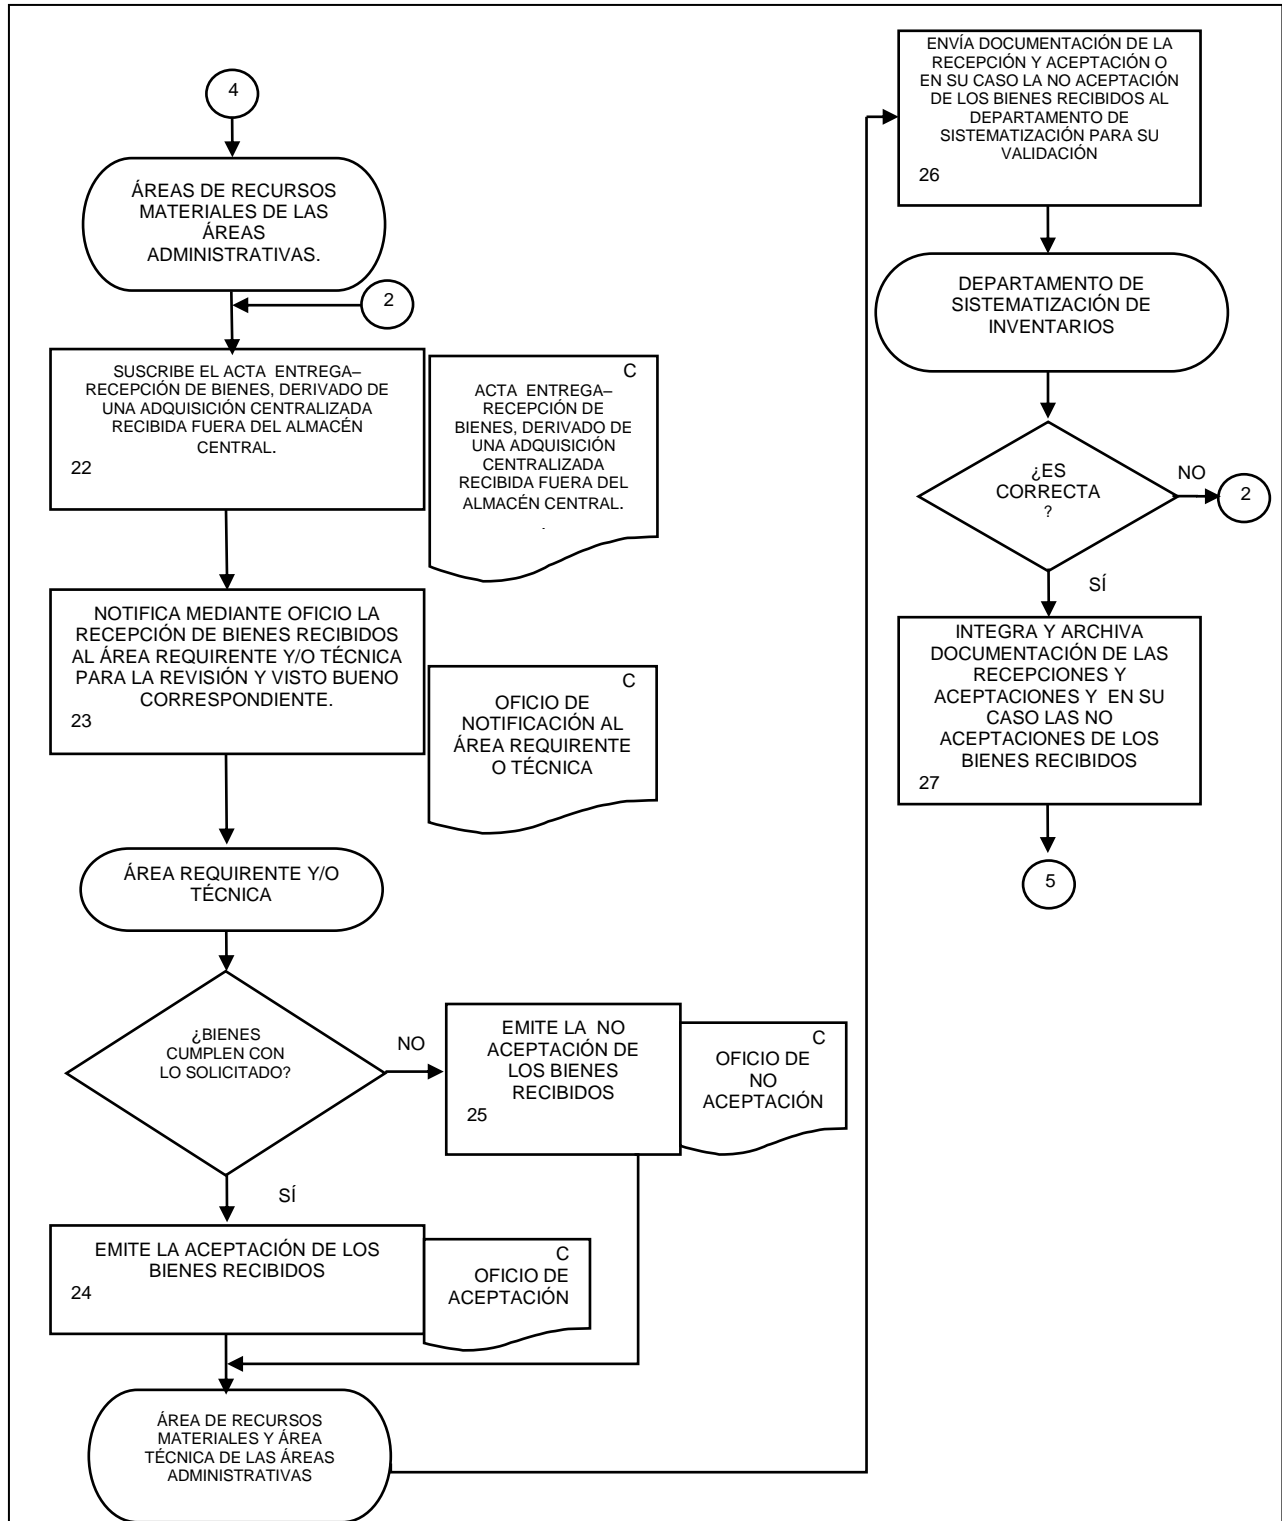 4
ÁREAS DE RECURSOS
MATERIALES DE LAS
ÁREAS
ADMINISTRATIVAS.
2
SUSCRIBE EL ACTA ENTREGA–
RECEPCIÓN DE BIENES, DERIVADO DE
UNA ADQUISICIÓN CENTRALIZADA
RECIBIDA FUERA DEL ALMACÉN
CENTRAL.
22
C
ACTA ENTREGA–
RECEPCIÓN DE
BIENES, DERIVADO DE
UNA ADQUISICIÓN
CENTRALIZADA
RECIBIDA FUERA DEL
ALMACÉN CENTRAL.
.
NOTIFICA MEDIANTE OFICIO LA
RECEPCIÓN DE BIENES RECIBIDOS
AL ÁREA REQUIRENTE Y/O TÉCNICA
PARA LA REVISIÓN Y VISTO BUENO
CORRESPONDIENTE.
23
C
OFICIO DE
NOTIFICACIÓN AL
ÁREA REQUIRENTE
O TÉCNICA
ÁREA REQUIRENTE Y/O
TÉCNICA
¿BIENES
CUMPLEN CON
LO SOLICITADO?
NO
EMITE LA NO
ACEPTACIÓN DE
LOS BIENES
RECIBIDOS
25
C
OFICIO DE
NO
ACEPTACIÓN
SÍ
EMITE LA ACEPTACIÓN DE LOS
BIENES RECIBIDOS
24
C
OFICIO DE
ACEPTACIÓN
ÁREA DE RECURSOS
MATERIALES Y ÁREA
TÉCNICA DE LAS ÁREAS
ADMINISTRATIVAS
ENVÍA DOCUMENTACIÓN DE LA
RECEPCIÓN Y ACEPTACIÓN O
EN SU CASO LA NO ACEPTACIÓN
DE LOS BIENES RECIBIDOS AL
DEPARTAMENTO DE
SISTEMATIZACIÓN PARA SU
VALIDACIÓN
26
DEPARTAMENTO DE
SISTEMATIZACIÓN DE
INVENTARIOS
¿ES
CORRECTA
?
NO
2
SÍ
INTEGRA Y ARCHIVA
DOCUMENTACIÓN DE LAS
RECEPCIONES Y
ACEPTACIONES Y EN SU
CASO LAS NO
ACEPTACIONES DE LOS
BIENES RECIBIDOS
27
5